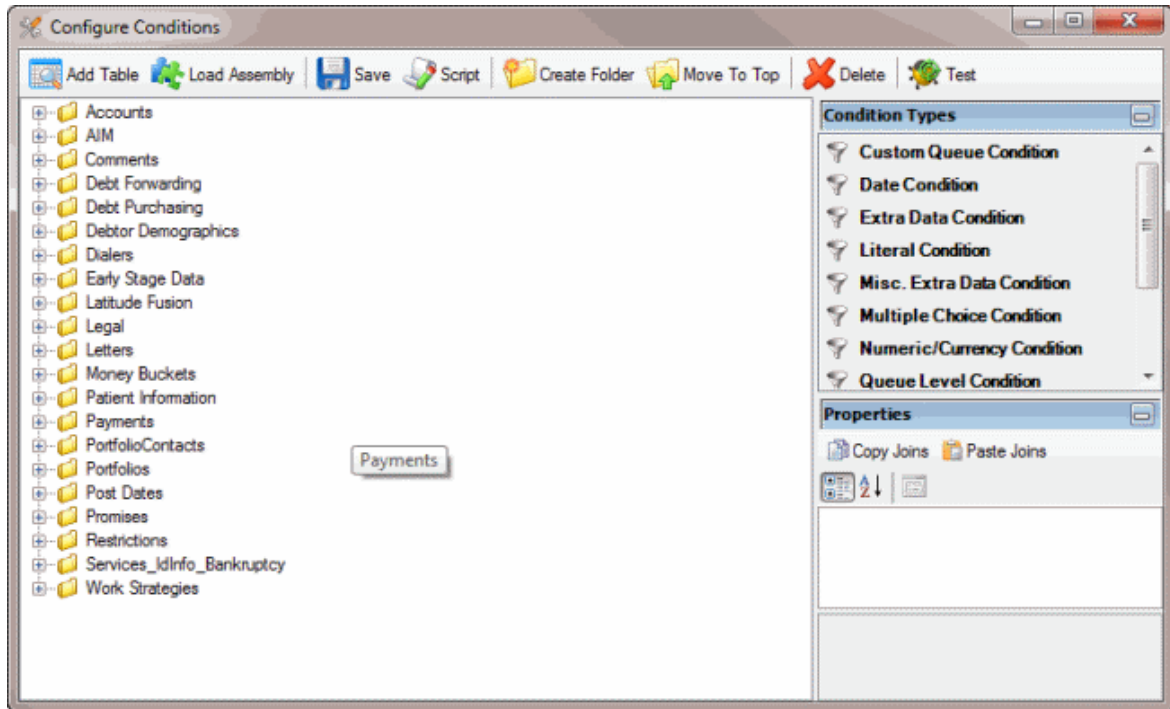 Configure Conditions
Add Table Load Assembly Save Script Create Folder Move To Top Delete Test
Accounts
AIM
Comments
Debt Forwarding
Debt Purchasing
Debtor Demographics
Dialers
Early Stage Data
Latitude Fusion
Legal
Letters
Money Buckets
Patient Information
Payments
PortfolioContacts
Portfolios
Post Dates
Promises
Restrictions
Services_IdInfo_Bankruptcy
Work Strategies
Payments
Condition Types
Custom Queue Condition
Date Condition
Extra Data Condition
Literal Condition
Misc. Extra Data Condition
Multiple Choice Condition
Numeric/Currency Condition
Queue Level Condition
Properties
Copy Joins Paste Joins